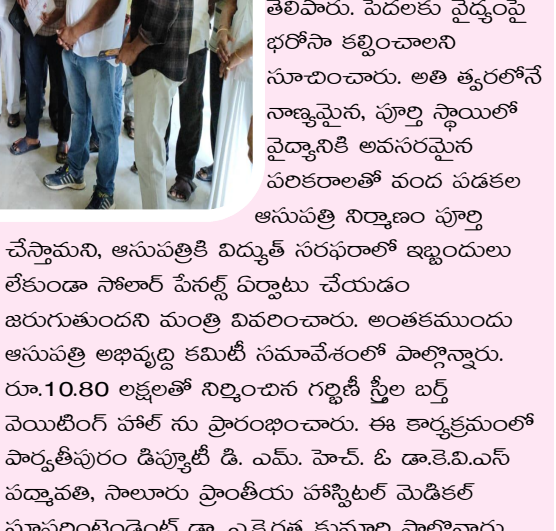 తెలిపారు. పేదలకు వైద్యంపై
భరోసా కల్పించాలని
సూచించారు. అతి త్వరలోనే
నాణ్యమైన, పూర్తి స్థాయిలో
వైద్యానికి అవసరమైన
పరికరాలతో వంద పడకల
ఆసుపత్రి నిర్మాణం పూర్తి
చేస్తామని, ఆసుపత్రికి విద్యుత్ సరఫరాలో ఇబ్బందులు
లేకుండా సోలార్ పేనల్స్ ఏర్పాటు చేయడం
జరుగుతుందని మంత్రి వివరించారు. అంతకముందు
ఆసుపత్రి అభివృద్ది కమిటీ సమావేశంలో పాల్గొన్నారు.
రూ.10.80 లక్షలతో నిర్మించిన గర్భిణీ స్త్రీల బర్త్
వెయిటింగ్ హాల్ ను ప్రారంభించారు. ఈ కార్యక్రమంలో
పార్వతీపురం డిప్యూటీ డి. ఎమ్. హెచ్. ఓ డా.కె.వి.ఎస్
పద్మావతి, సాలూరు ప్రాంతీయ హాస్పిటల్ మెడికల్
సూపరింటెండెంట్ డా. కుమారి పాల్గొన్నారు